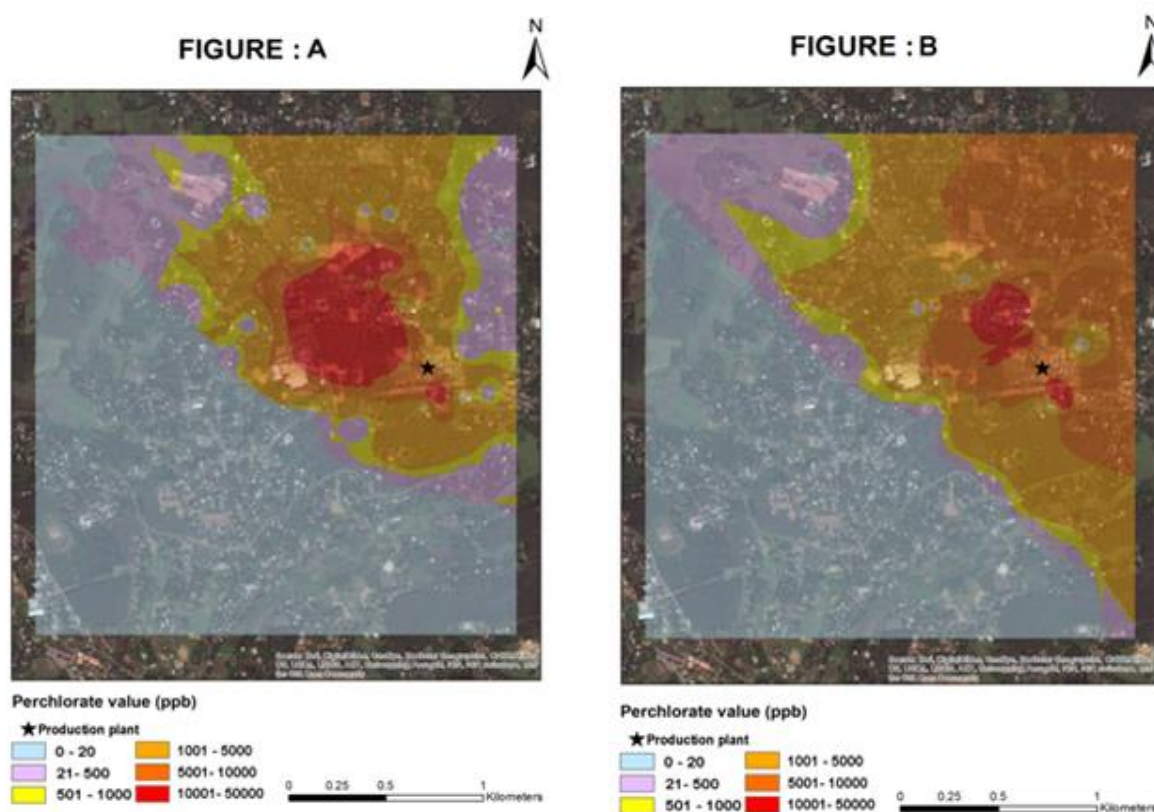 N
FIGURE : A
Perchlorate value (ppb)
★ Production plant
0 - 20
21- 500
501 - 1000
1001 - 5000
5001- 10000
10001- 50000
0 0.25 0.5 1
Kilometers
N
FIGURE : B
Perchlorate value (ppb)
★ Production plant
0 - 20
21- 500
501 - 1000
1001 - 5000
5001- 10000
10001- 50000
0 0.25 0.5 1
Kilometers